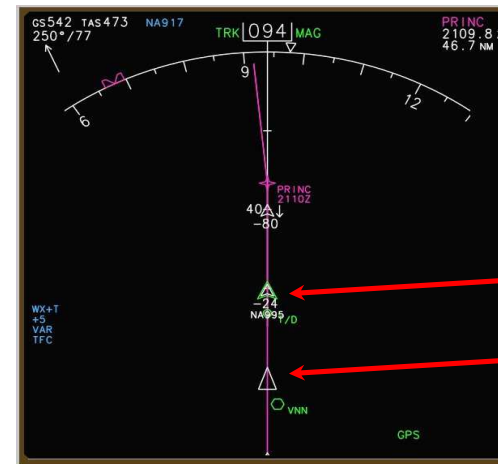 GS542 TAS473 NA917
250°/77
TRK 094 MAG
PRINC
2109.8
46.7 NM
6
9
12
PRINC
2110Z
40
-80
-24
NA995
T/D
WX+T
+5
VAR
TFC
VNN
GPS